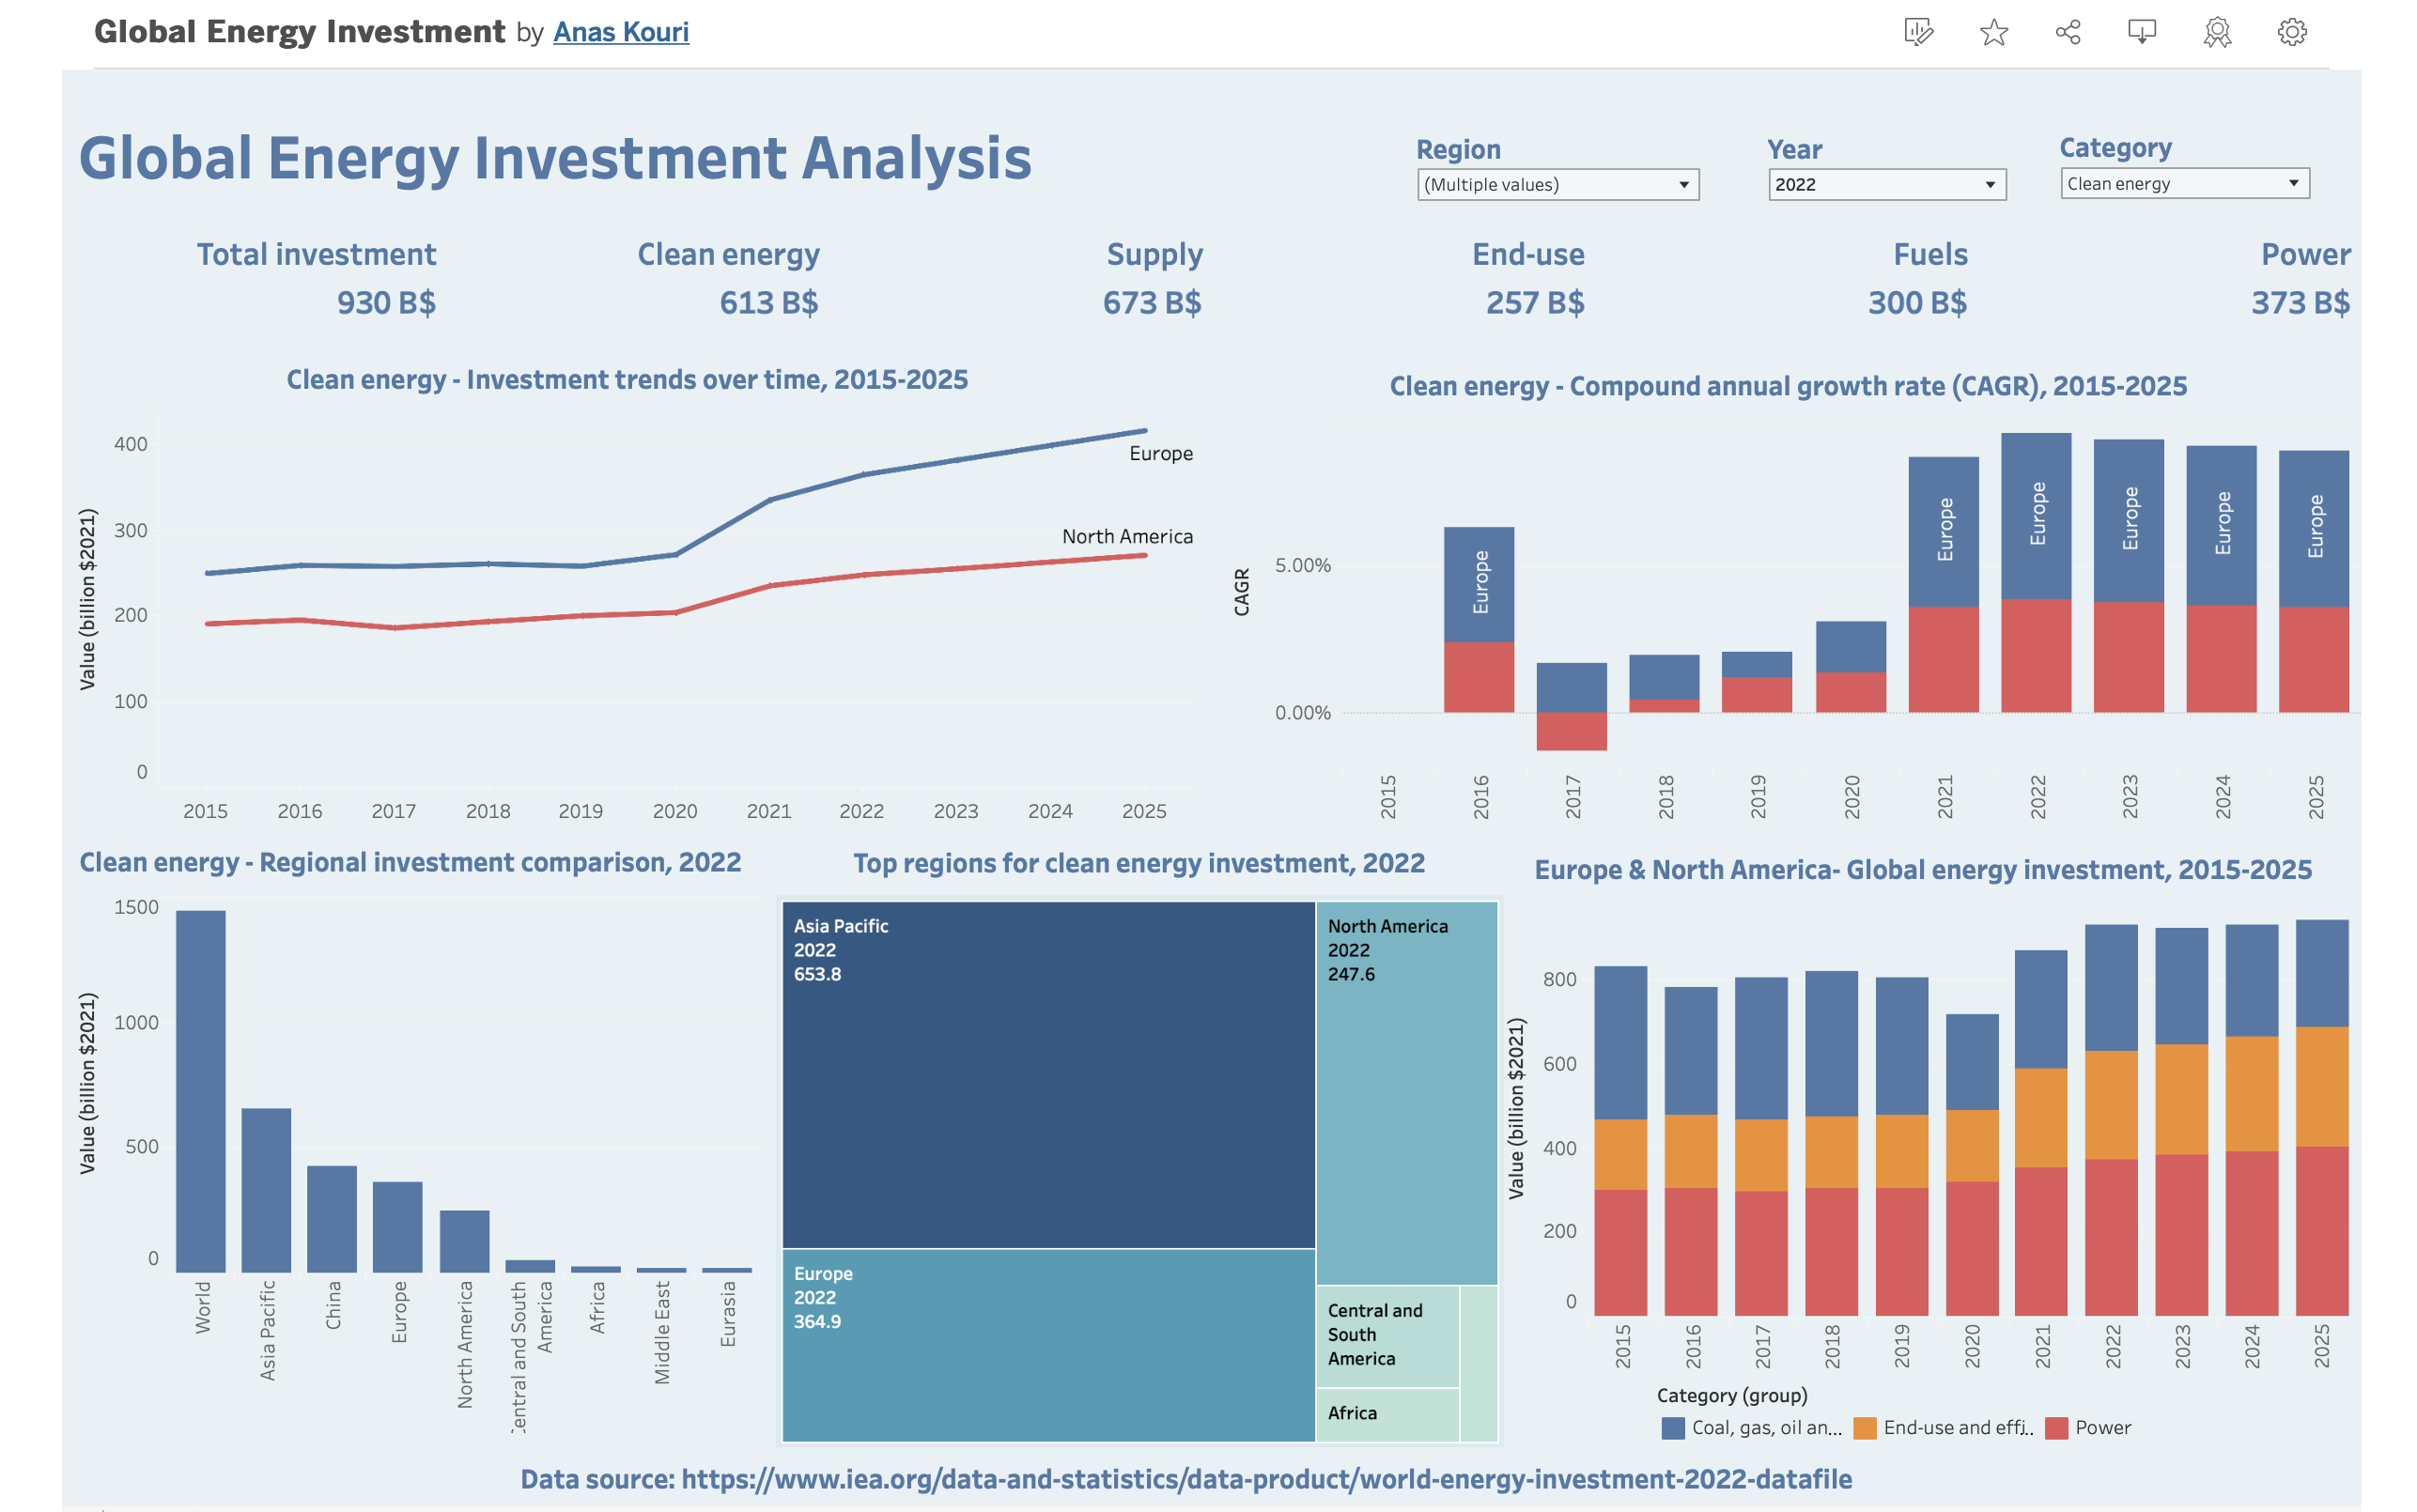 Global Energy Investment by Anas Kouri
Global Energy Investment Analysis
Region
(Multiple values)
Year
2022
Category
Clean energy
Total investment
930 B$
Clean energy
613 B$
Supply
673 B$
End-use
257 B$
Fuels
300 B$
Power
373 B$
Clean energy - Investment trends over time, 2015-2025
Value (billion $2021)
400
300
200
100
0
Europe
North America
2015 2016 2017 2018 2019 2020 2021 2022 2023 2024 2025
Clean energy - Compound annual growth rate (CAGR), 2015-2025
CAGR
5.00%
0.00%
Europe
Europe
Europe
Europe
Europe
Europe
2015 2016 2017 2018 2019 2020 2021 2022 2023 2024 2025
Clean energy - Regional investment comparison, 2022
Value (billion $2021)
1500
1000
500
0
World
Asia Pacific
China
Europe
North America
Central and South
America
Africa
Middle East
Eurasia
Top regions for clean energy investment, 2022
Asia Pacific
2022
653.8
North America
2022
247.6
Europe
2022
364.9
Central and
South
America
Africa
Europe & North America- Global energy investment, 2015-2025
Value (billion $2021)
800
600
400
200
0
2015 2016 2017 2018 2019 2020 2021 2022 2023 2024 2025
Category (group)
Coal, gas, oil an...
End-use and effi..
Power
Data source: https://www.iea.org/data-and-statistics/data-product/world-energy-investment-2022-datafile